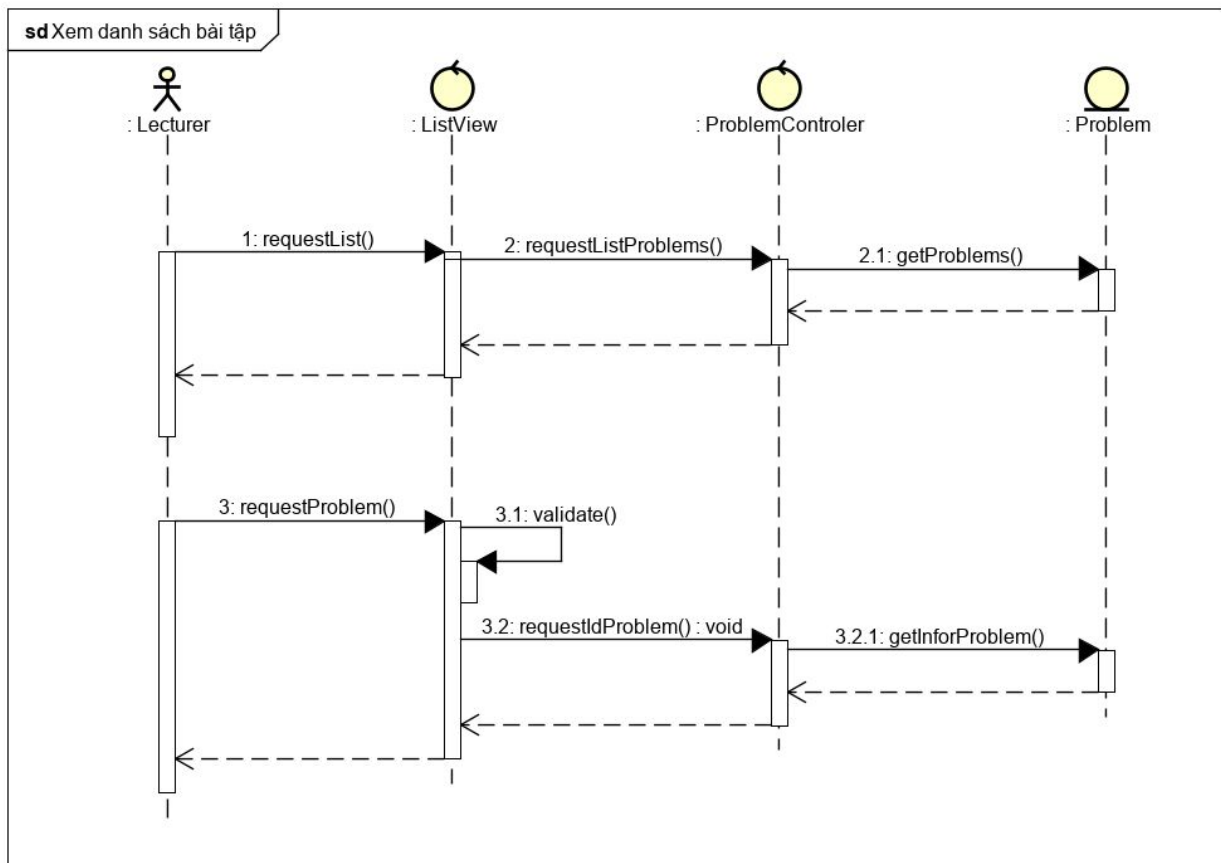 sd Xem danh sách bài tập
: Lecturer
: ListView
: ProblemControler
: Problem
1: requestList()
2: requestListProblems()
2.1: getProblems()
3: requestProblem()
3.1: validate()
3.2: requestIdProblem() : void
3.2.1: getInforProblem()